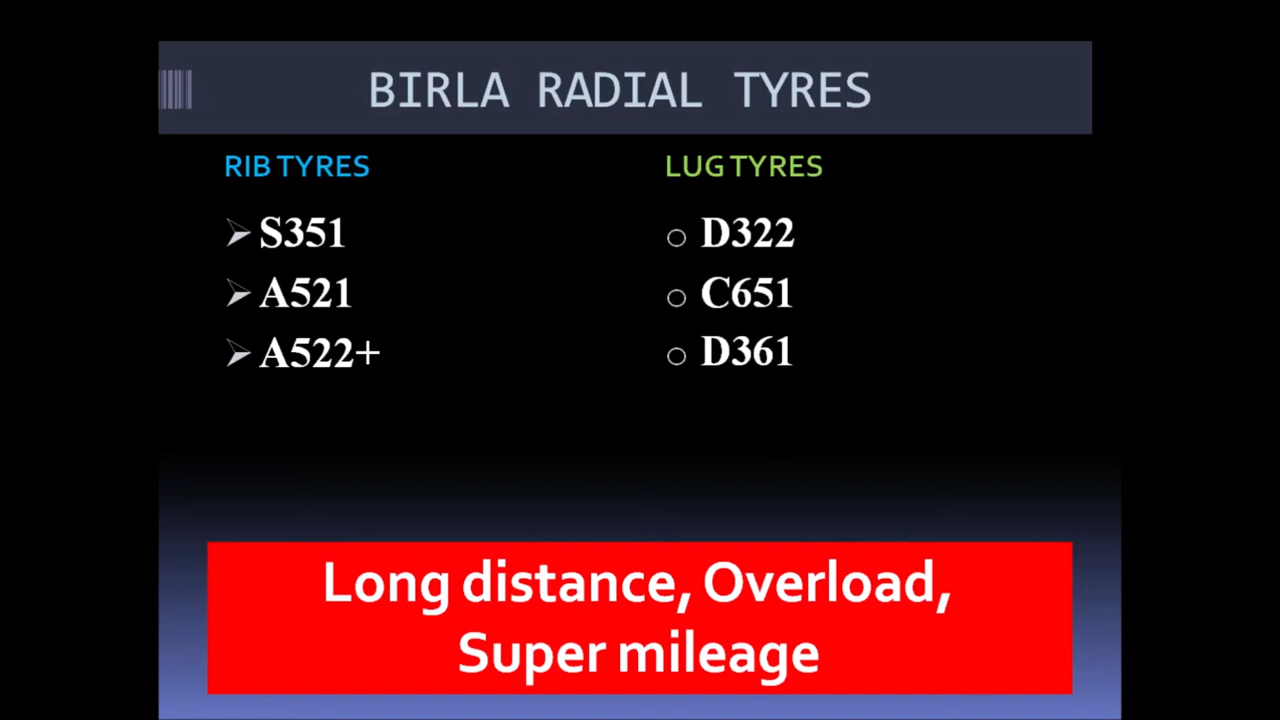 BIRLA RADIAL TYRES
RIB TYRES
S351
A521
A522+
LUG TYRES
D322
C651
D361
Long distance, Overload,
Super mileage